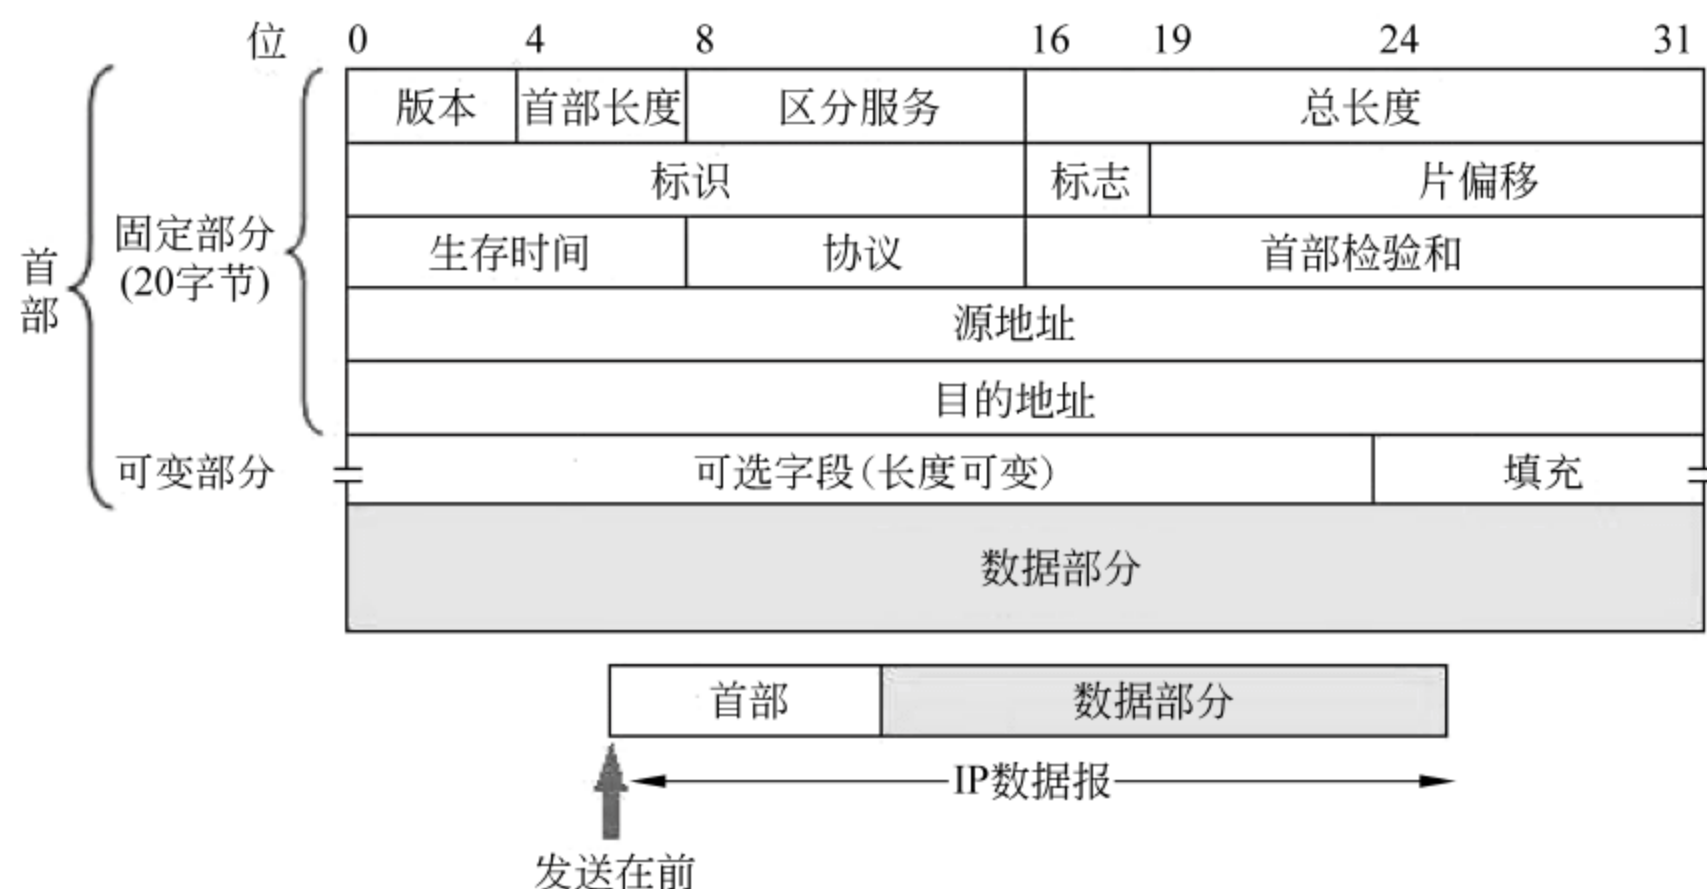 位 0 4 8 16 19 24 31
版本 首部长度 区分服务 总长度
标识 标志 片偏移
固定部分
(20字节)
生存时间 协议 首部检验和
首部
源地址
目的地址
可变部分 可选字段(长度可变) 填充
数据部分
首部 数据部分
IP数据报
发送在前